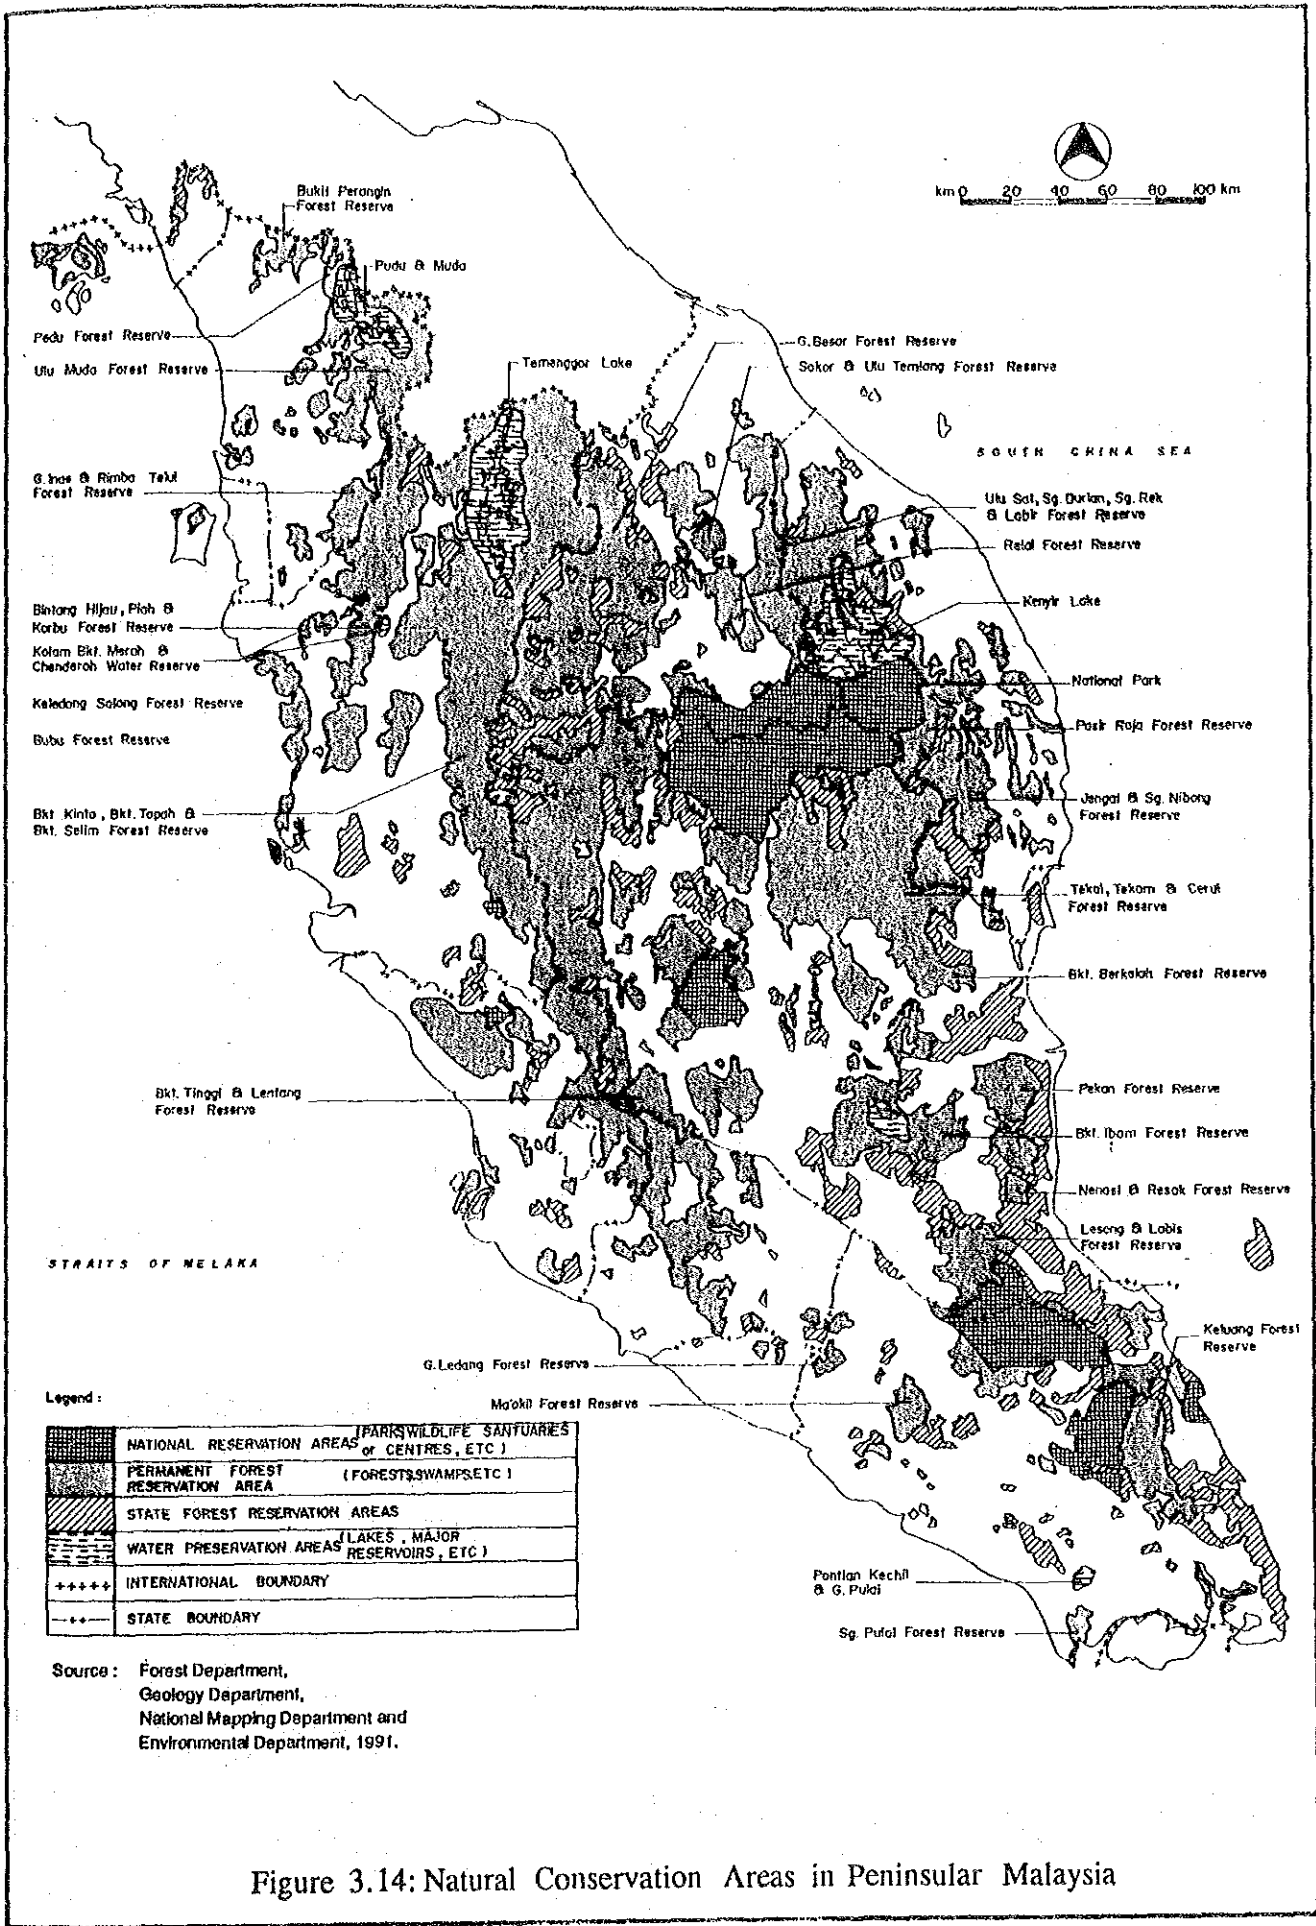 km 0 20 40 60 80 100 km
Bukit Perangin
Forest Reserve
Pudu & Muda
Pedu Forest Reserve
Ulu Muda Forest Reserve
Temanggor Lake
G.Besar Forest Reserve
Sokor & Ulu Temiang Forest Reserve
SOUTH CHINA SEA
G. Inas & Rimba Telui
Forest Reserve
Ulu Sat, Sg. Durian, Sg. Rek
& Labir Forest Reserve
Relai Forest Reserve
Bintang Hijau, Piah &
Korbu Forest Reserve
Kenyir Lake
Kolam Bkt. Merah &
Chenderoh Water Reserve
National Park
Keledang Saiong Forest Reserve
Pasir Raja Forest Reserve
Bubu Forest Reserve
Jengai & Sg. Nibong
Forest Reserve
Bkt. Kinta, Bkt. Tapah &
Bkt. Selim Forest Reserve
Tekai, Tekam & Cerut
Forest Reserve
Bkt. Berkelah Forest Reserve
Bkt. Tinggi & Lentang
Forest Reserve
Pekan Forest Reserve
Bkt. Ibam Forest Reserve
Nenasi & Resak Forest Reserve
Lesong & Labis
Forest Reserve
STRAITS OF MELAKA
Keluang Forest
Reserve
G.Ledang Forest Reserve
Ma'okil Forest Reserve
Legend :
NATIONAL RESERVATION AREAS (PARKS,WILDLIFE SANTUARIES
or CENTRES, ETC )
PERMANENT FOREST (FORESTS,SWAMPS,ETC )
RESERVATION AREA
STATE FOREST RESERVATION AREAS
WATER PRESERVATION AREAS (LAKES , MAJOR
RESERVOIRS , ETC )
INTERNATIONAL BOUNDARY
STATE BOUNDARY
Pontian Kechil
& G. Pulai
Sg. Pulai Forest Reserve
Source : Forest Department,
Geology Department,
National Mapping Department and
Environmental Department, 1991.
Figure 3.14: Natural Conservation Areas in Peninsular Malaysia